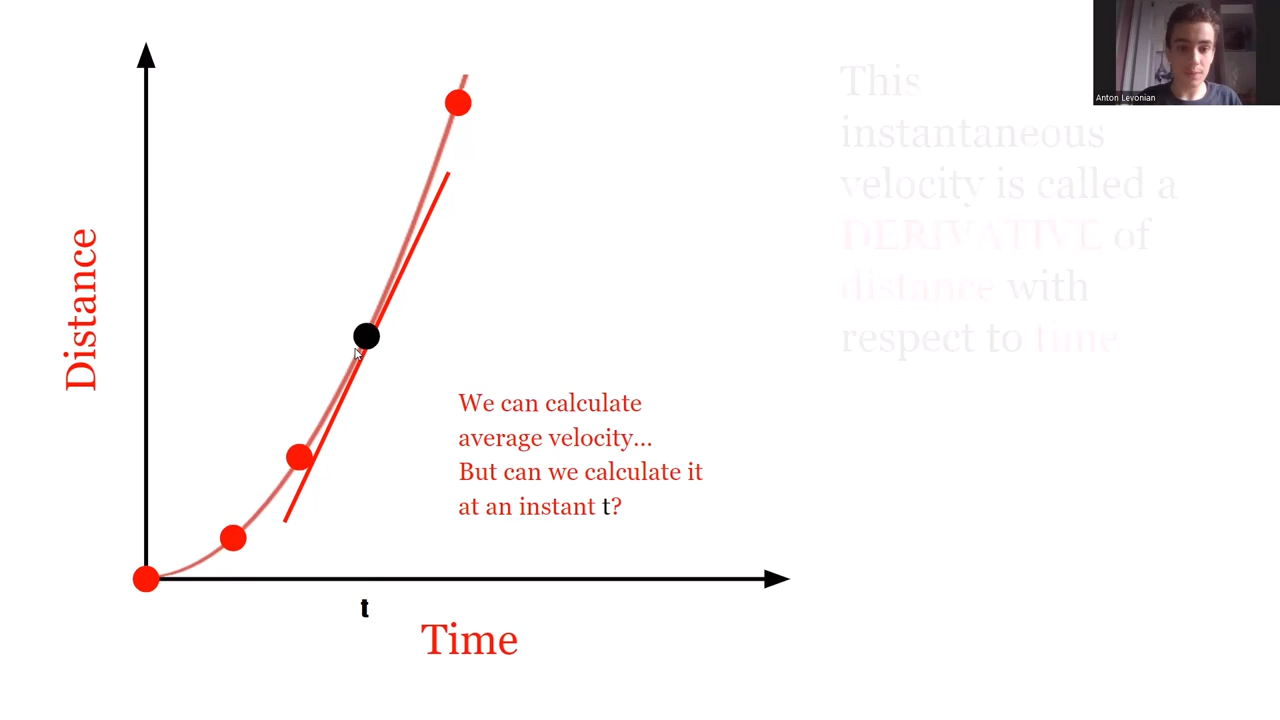 Distance
t
Time
We can calculate
average velocity...
But can we calculate it
at an instant t?
This
instantaneous
velocity is called a
DERIVATIVE of
distance with
respect to time
Anton Levonian